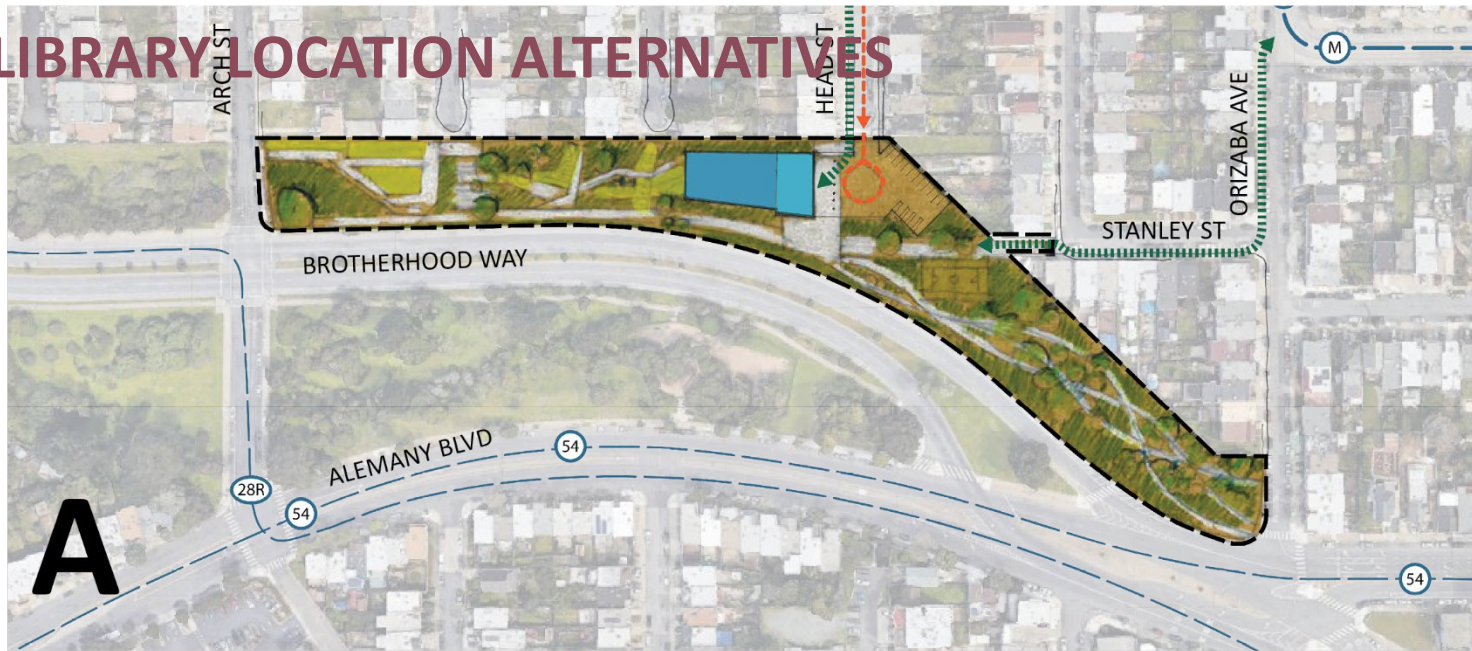 LIBRARY LOCATION ALTERNATIVES
ARCH ST
HEAD ST
ORIZABA AVE
M
STANLEY ST
BROTHERHOOD WAY
ALEMANY BLVD
54
28R
54
54
A